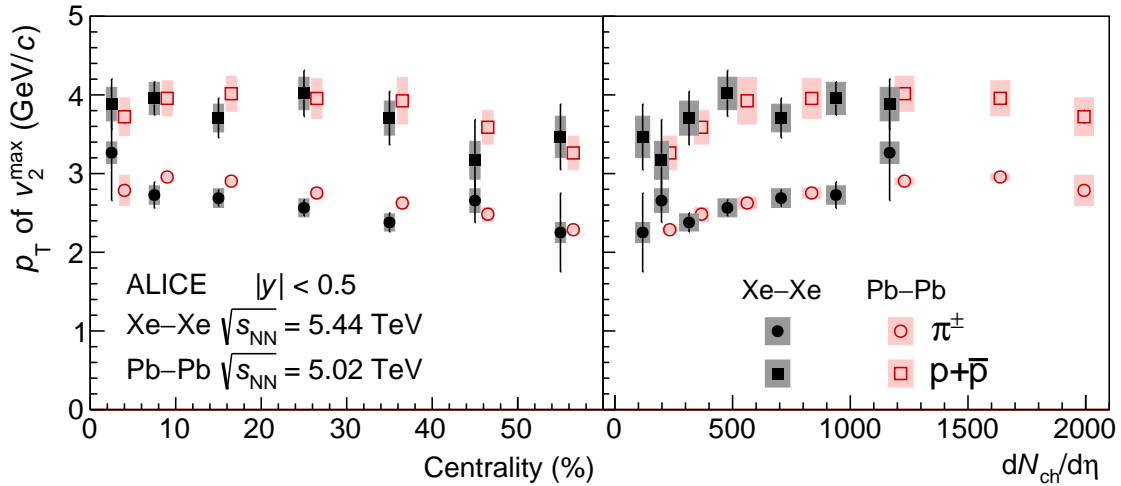 p_T of v_2^max (GeV/c)
5
4
3
2
1
0
ALICE |y| < 0.5
Xe–Xe √s_NN = 5.44 TeV
Pb–Pb √s_NN = 5.02 TeV
0 10 20 30 40 50
Centrality (%)
Xe–Xe Pb–Pb
π±
p+p̅
0 500 1000 1500 2000
dN_ch/dη